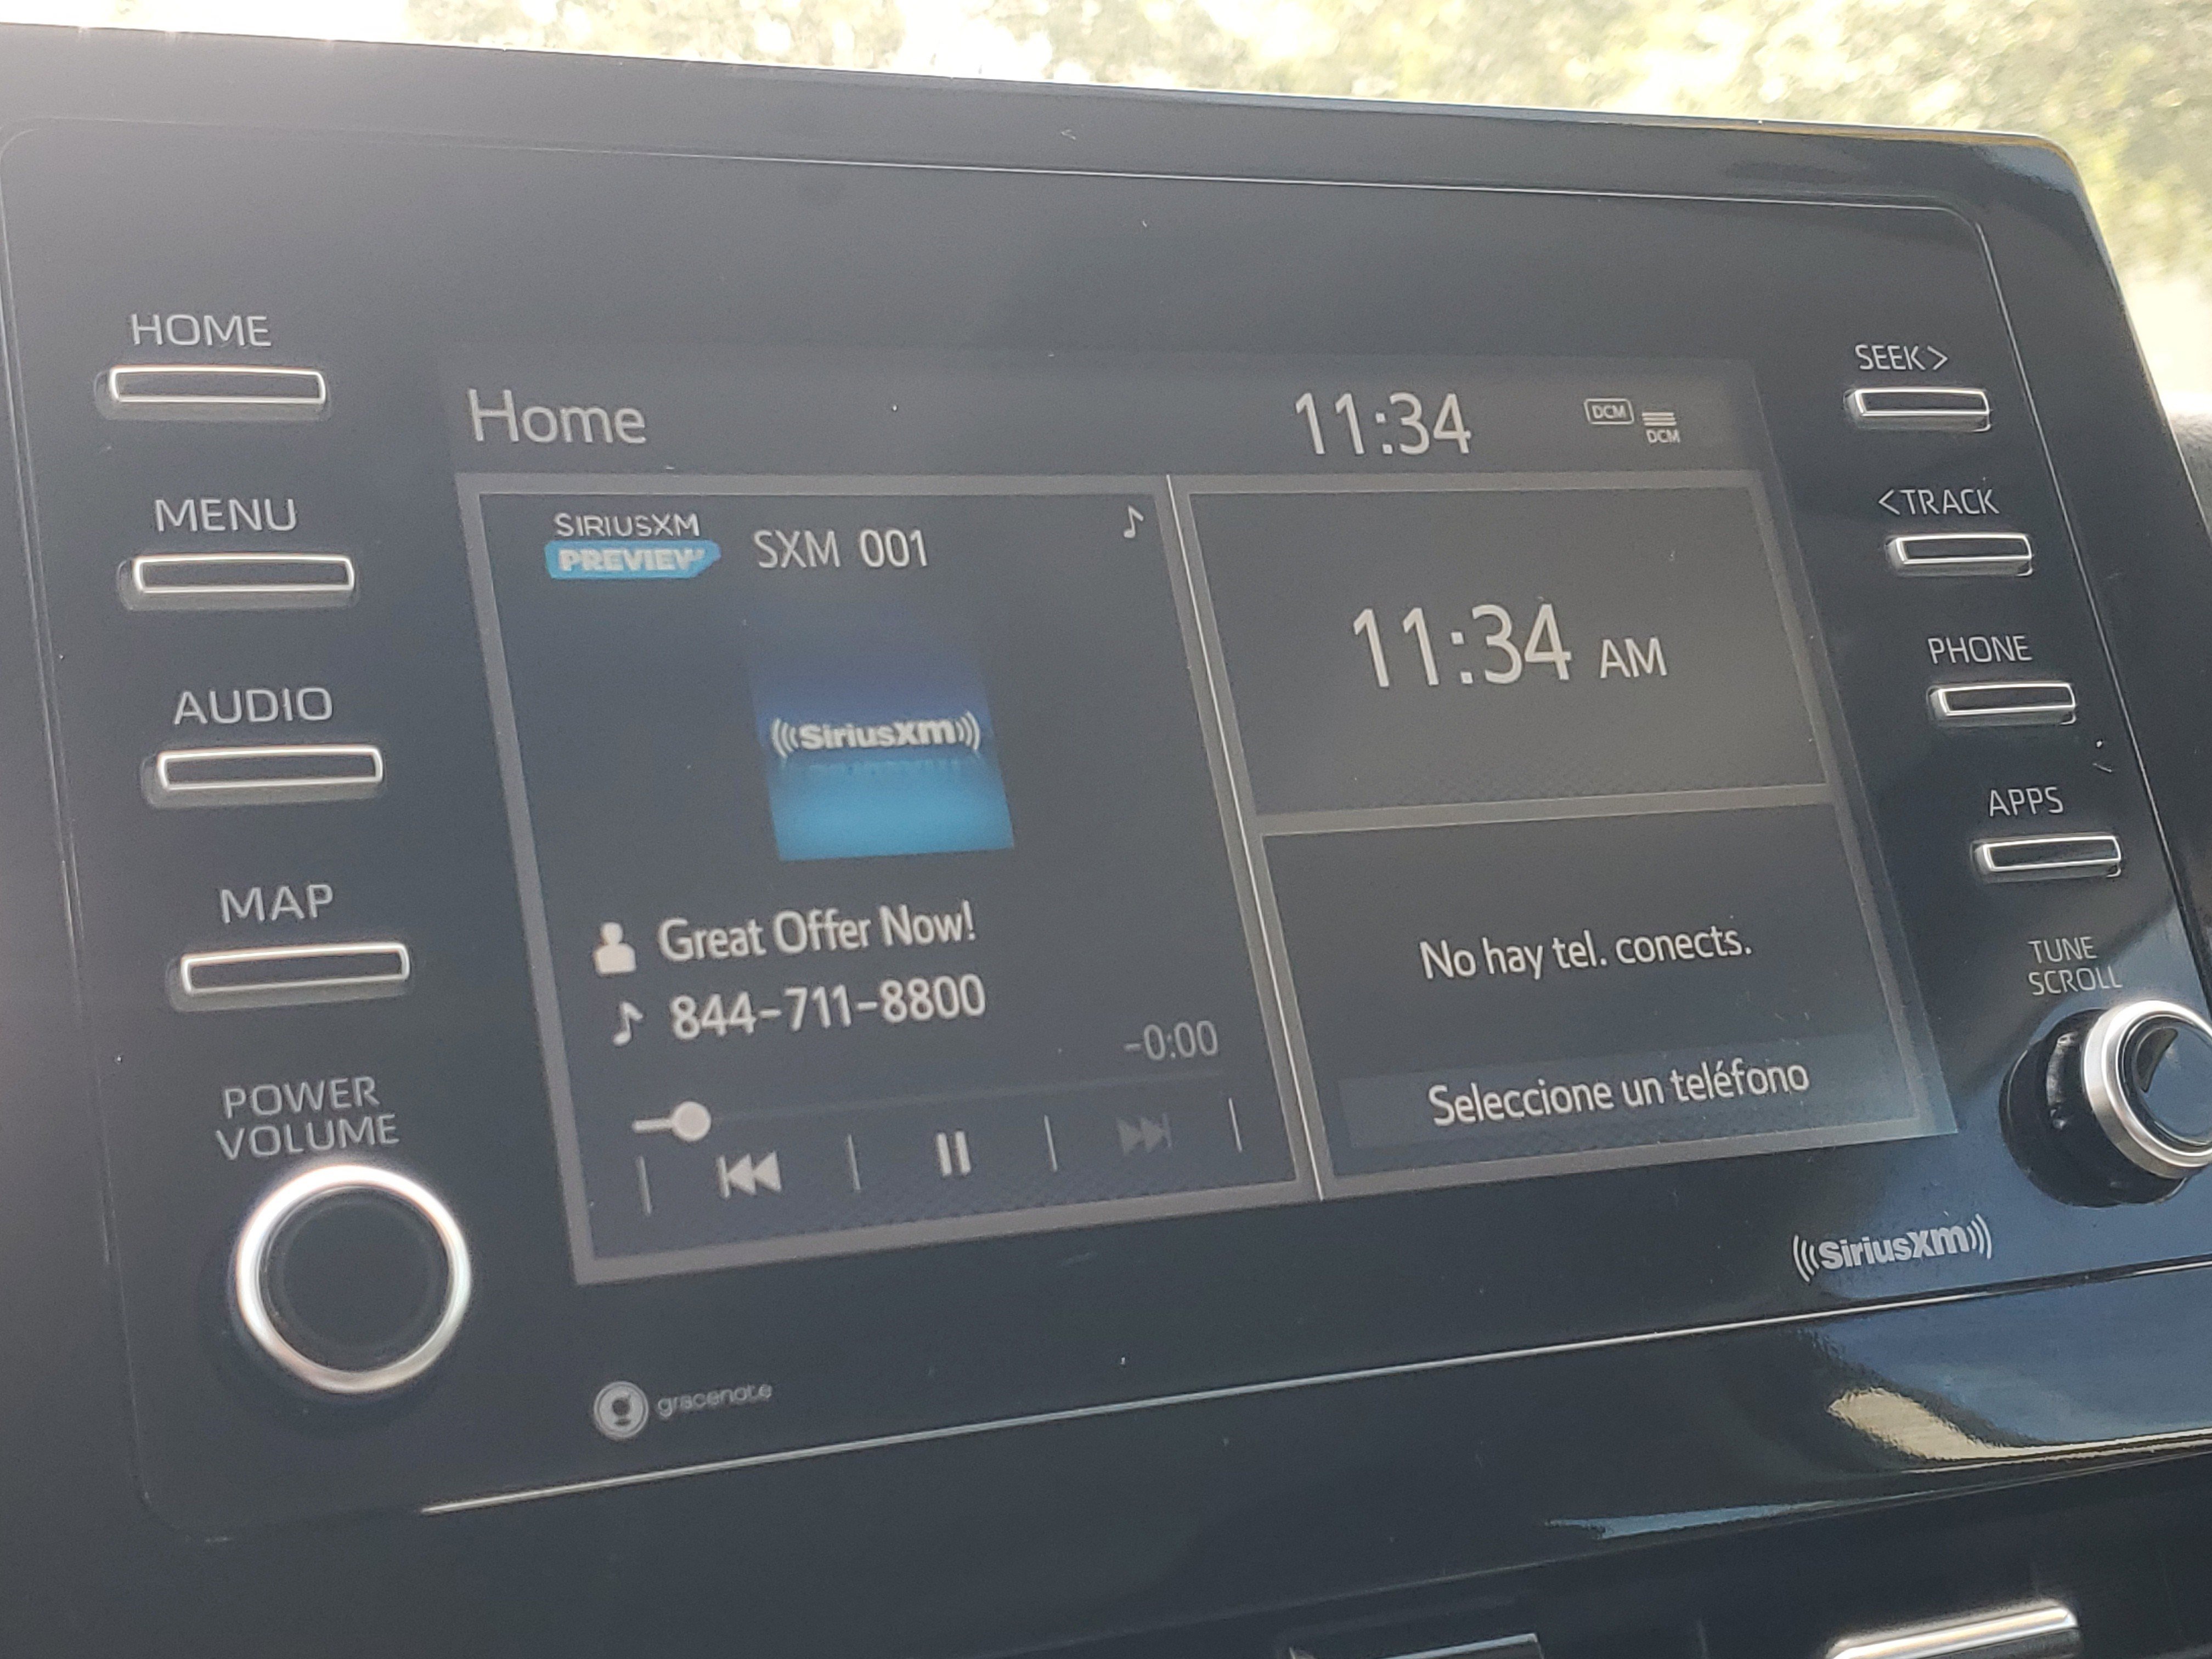 HOME
MENU
AUDIO
MAP
POWER
VOLUME
Home
11:34
DCM
DCM
SIRIUSXM
PREVIEW
SXM 001
((SiriusXM))
Great Offer Now!
844-711-8800
-0:00
11:34 AM
No hay tel. conects.
Seleccione un teléfono
SEEK >
< TRACK
PHONE
APPS
TUNE
SCROLL
((SiriusXM))
gracenote